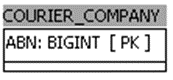 COURIER_COMPANY
ABN: BIGINT [ PK ]